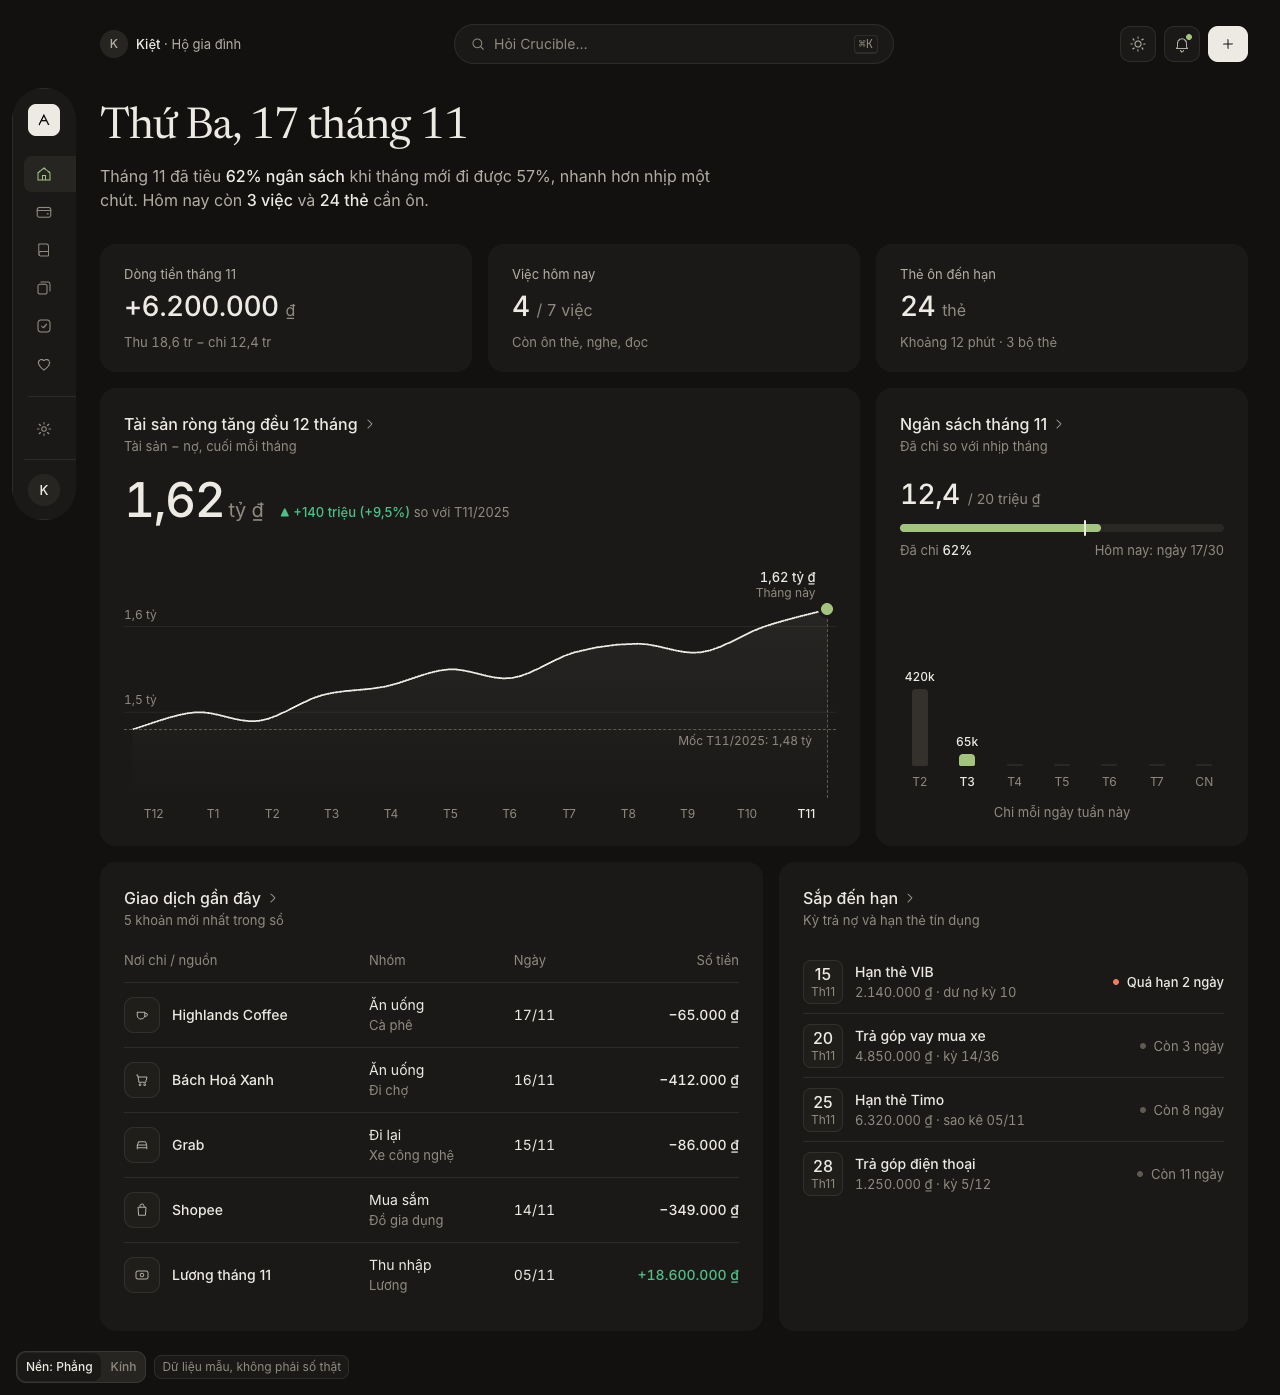 K Kiệt · Hộ gia đình
Hỏi Crucible... ⌘K
Thứ Ba, 17 tháng 11
Tháng 11 đã tiêu 62% ngân sách khi tháng mới đi được 57%, nhanh hơn nhịp một
chút. Hôm nay còn 3 việc và 24 thẻ cần ôn.
K
Dòng tiền tháng 11
+6.200.000 ₫
Thu 18,6 tr − chi 12,4 tr
Việc hôm nay
4 / 7 việc
Còn ôn thẻ, nghe, đọc
Thẻ ôn đến hạn
24 thẻ
Khoảng 12 phút · 3 bộ thẻ
Tài sản ròng tăng đều 12 tháng
Tài sản − nợ, cuối mỗi tháng
1,62 tỷ ₫ ▲ +140 triệu (+9,5%) so với T11/2025
1,62 tỷ ₫
Tháng này
1,6 tỷ
1,5 tỷ
Mốc T11/2025: 1,48 tỷ
T12 T1 T2 T3 T4 T5 T6 T7 T8 T9 T10 T11
Ngân sách tháng 11
Đã chi so với nhịp tháng
12,4 / 20 triệu ₫
Đã chi 62% Hôm nay: ngày 17/30
420k
65k
T2 T3 T4 T5 T6 T7 CN
Chi mỗi ngày tuần này
Giao dịch gần đây
5 khoản mới nhất trong sổ
Nơi chi / nguồn Nhóm Ngày Số tiền
Highlands Coffee Ăn uống 17/11 −65.000 ₫
Cà phê
Bách Hoá Xanh Ăn uống 16/11 −412.000 ₫
Đi chợ
Grab Đi lại 15/11 −86.000 ₫
Xe công nghệ
Shopee Mua sắm 14/11 −349.000 ₫
Đồ gia dụng
Lương tháng 11 Thu nhập 05/11 +18.600.000 ₫
Lương
Sắp đến hạn
Kỳ trả nợ và hạn thẻ tín dụng
15 Hạn thẻ VIB Quá hạn 2 ngày
Th11 2.140.000 ₫ · dư nợ kỳ 10
20 Trả góp vay mua xe Còn 3 ngày
Th11 4.850.000 ₫ · kỳ 14/36
25 Hạn thẻ Timo Còn 8 ngày
Th11 6.320.000 ₫ · sao kê 05/11
28 Trả góp điện thoại Còn 11 ngày
Th11 1.250.000 ₫ · kỳ 5/12
Nền: Phẳng Kính Dữ liệu mẫu, không phải số thật